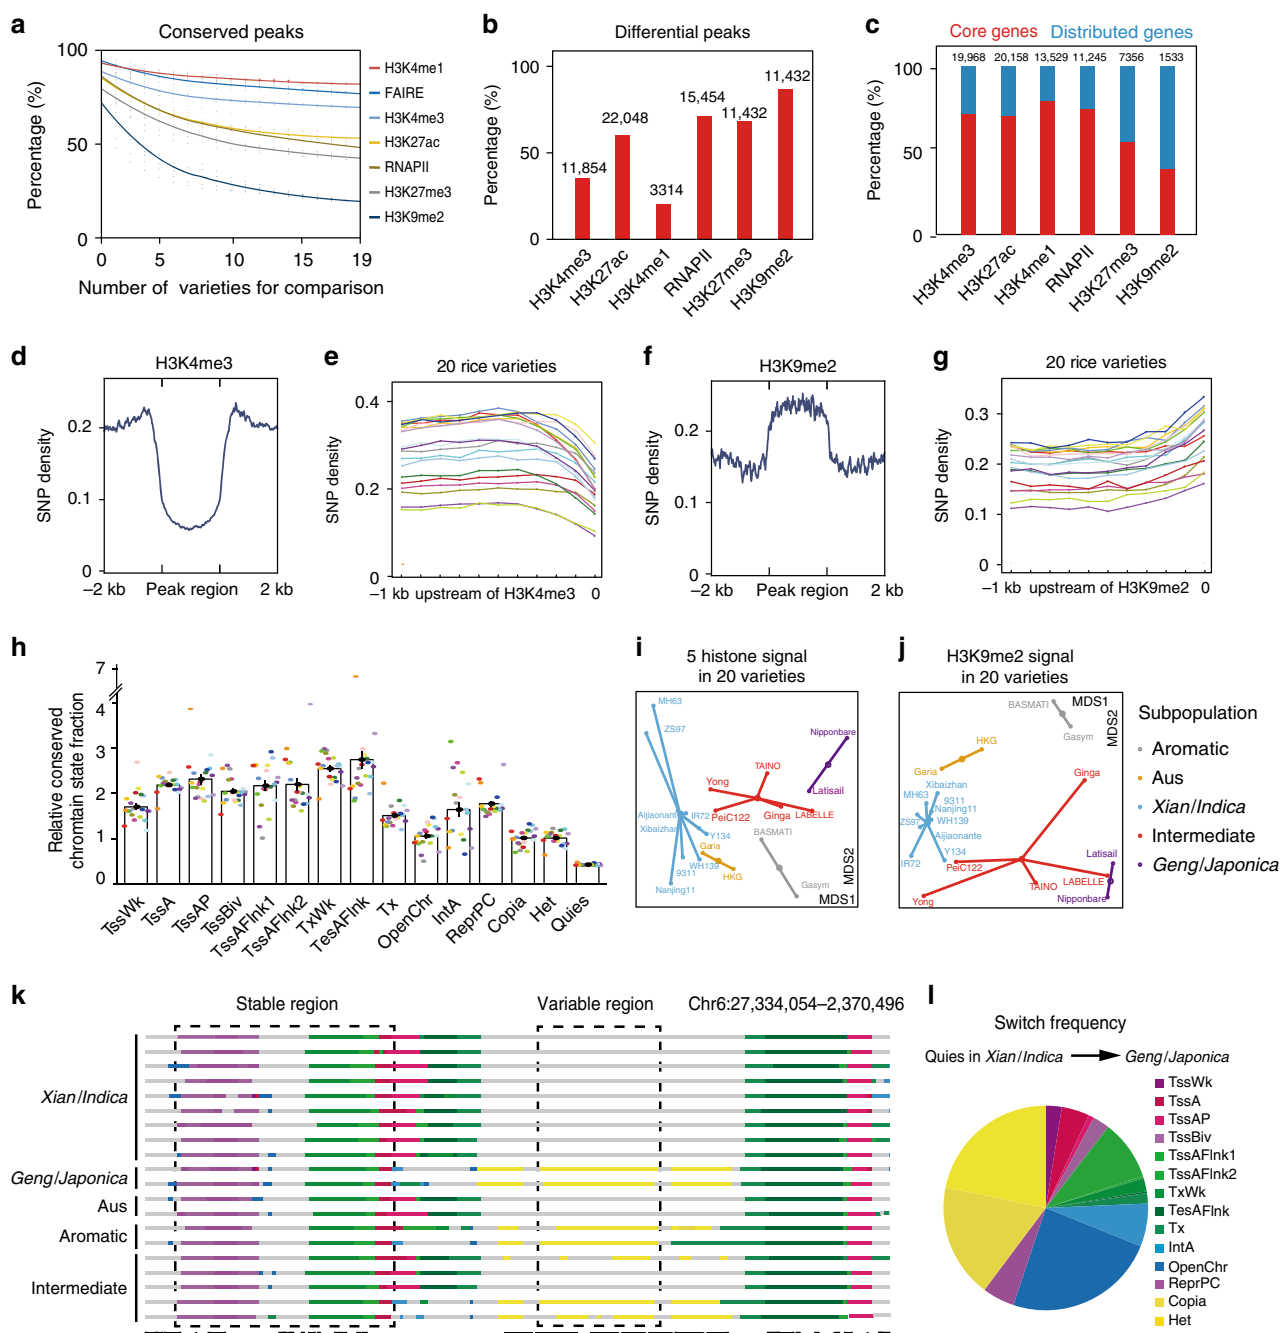 a
Conserved peaks
Percentage (%)
100
50
0
0
5
10
15
19
Number of varieties for comparison
H3K4me1
FAIRE
H3K4me3
H3K27ac
RNAPII
H3K27me3
H3K9me2
b
Differential peaks
Percentage (%)
100
50
0
11,854
22,048
3314
15,454
11,432
11,432
H3K4me3
H3K27ac
H3K4me1
RNAPII
H3K27me3
H3K9me2
c
Core genes Distributed genes
Percentage (%)
100
50
0
19,968
20,158
13,529
11,245
7356
1533
H3K4me3
H3K27ac
H3K4me1
RNAPII
H3K27me3
H3K9me2
d
H3K4me3
SNP density
0.2
0.1
0
–2 kb Peak region 2 kb
e
20 rice varieties
SNP density
0.4
0.2
0
–1 kb upstream of H3K4me3 0
f
H3K9me2
SNP density
0.2
0.1
0
–2 kb Peak region 2 kb
g
20 rice varieties
SNP density
0.3
0.2
0.1
0
–1 kb upstream of H3K9me2 0
h
Relative conserved
chromtain state fraction
7
4
3
2
1
0
TssWk
TssA
TssAP
TssBiv
TssAFlnk1
TssAFlnk2
TxWk
TesAFlnk
Tx
OpenChr
IntA
ReprPC
Copia
Het
Quies
i
5 histone signal
in 20 varieties
MH63
ZS97
Nipponbare
TAINO
Yong
Latisail
Aijiaonante
IR72
PeiC122
Ginga
LABELLE
Xibaizhan
Y134
BASMATI
Garia
WH139
9311
HKG
Nanjing11
Gasym
MDS2
MDS1
j
H3K9me2 signal
in 20 varieties
BASMATI
MDS1
MDS2
Gasym
HKG
Garia
Ginga
Xibaizhan
MH63
9311
Nanjing11
ZS97
WH139
Aijiaonante
Y134
IR72
PeiC122
Latisail
TAINO
LABELLE
Yong
Nipponbare
Subpopulation
Aromatic
Aus
Xian/Indica
Intermediate
Geng/Japonica
k
Stable region
Variable region
Chr6:27,334,054–2,370,496
Xian/Indica
Geng/Japonica
Aus
Aromatic
Intermediate
l
Switch frequency
Quies in Xian/Indica Geng/Japonica
TssWk
TssA
TssAP
TssBiv
TssAFlnk1
TssAFlnk2
TxWk
TesAFlnk
Tx
IntA
OpenChr
ReprPC
Copia
Het